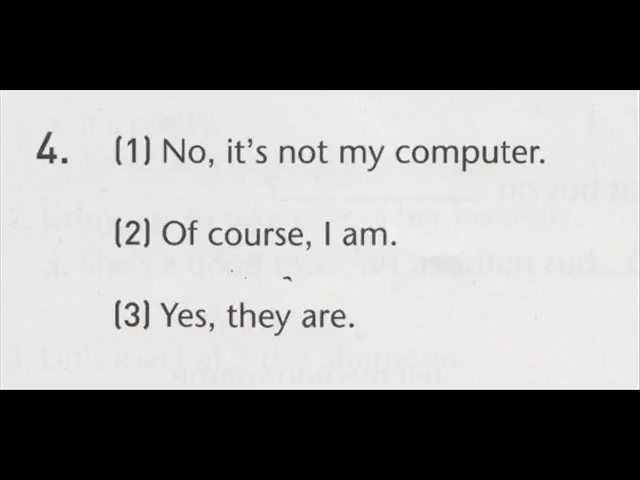 4. (1) No, it's not my computer.
(2) Of course, I am.
(3) Yes, they are.